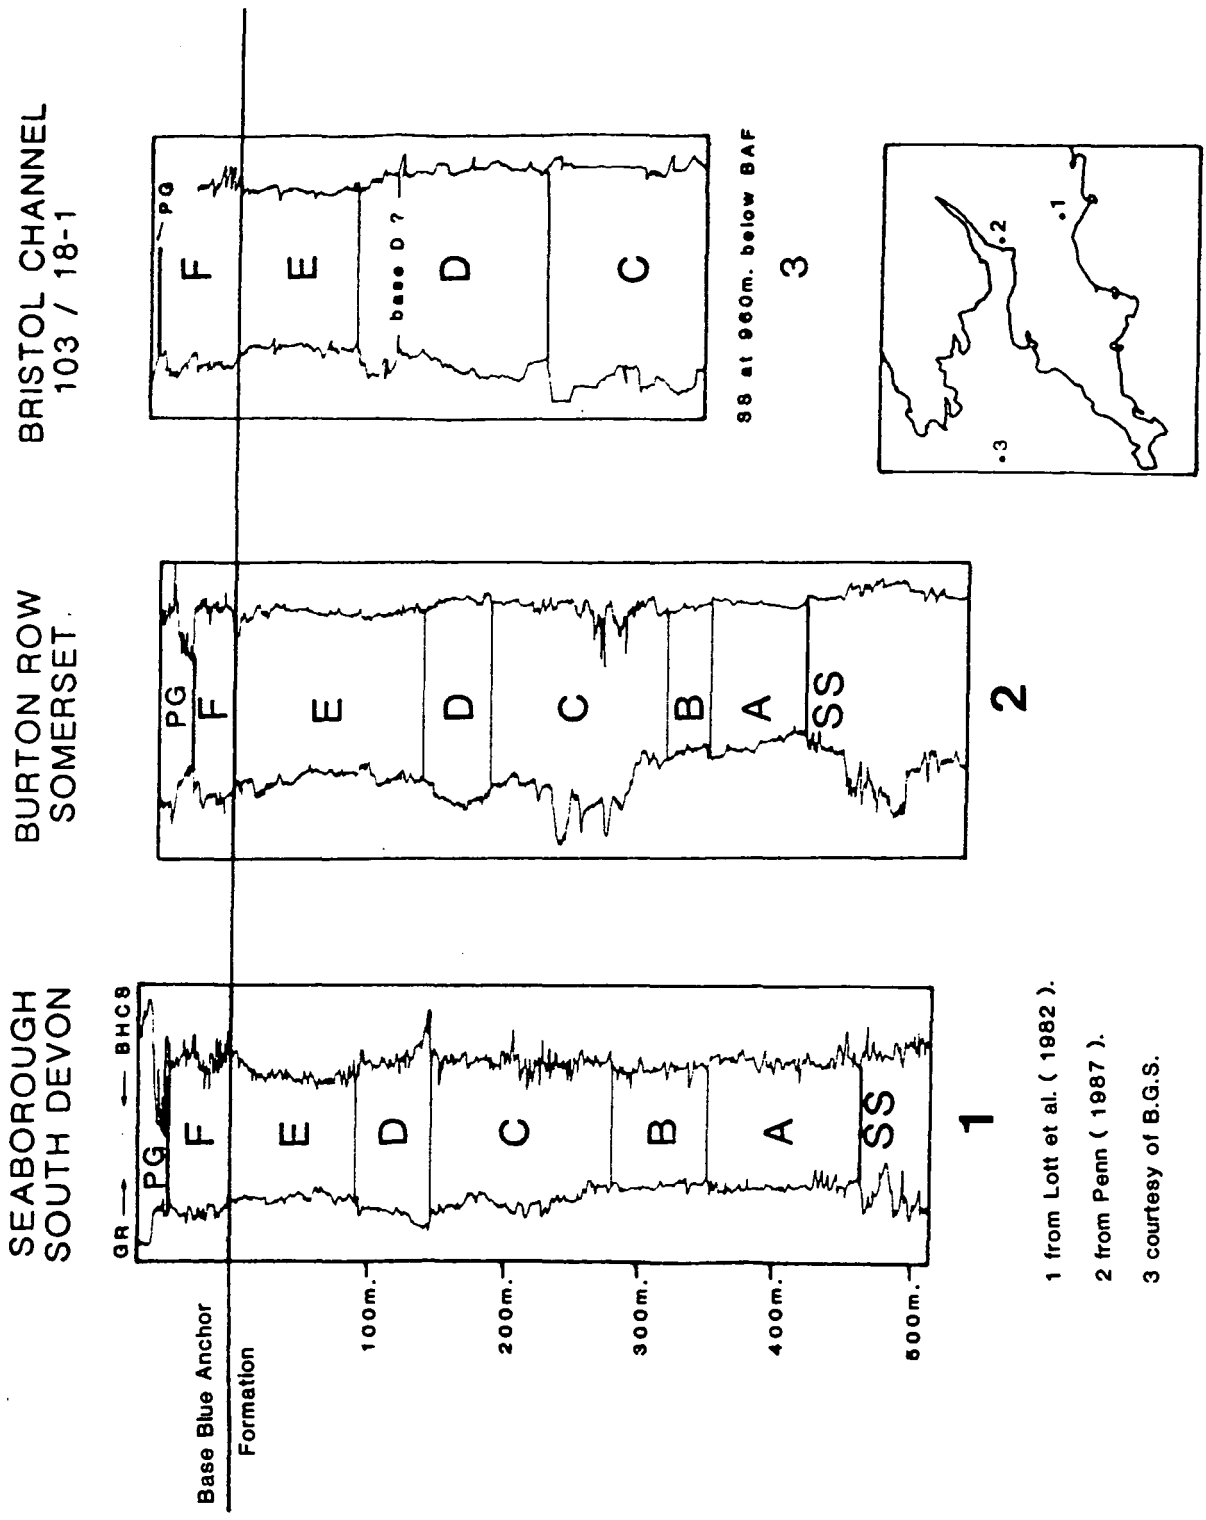 SEABOROUGH
SOUTH DEVON
GR
BHCS
PG
F
E
D
C
B
A
SS
1
Base Blue Anchor
Formation
100m.
200m.
300m.
400m.
500m.
BURTON ROW
SOMERSET
PG
F
E
D
C
B
A
SS
2
BRISTOL CHANNEL
103 / 18-1
PG
F
E
base D ?
D
C
SS at 960m. below BAF
3
.1
.2
.3
1 from Lott et al. ( 1982 ).
2 from Penn ( 1987 ).
3 courtesy of B.G.S.